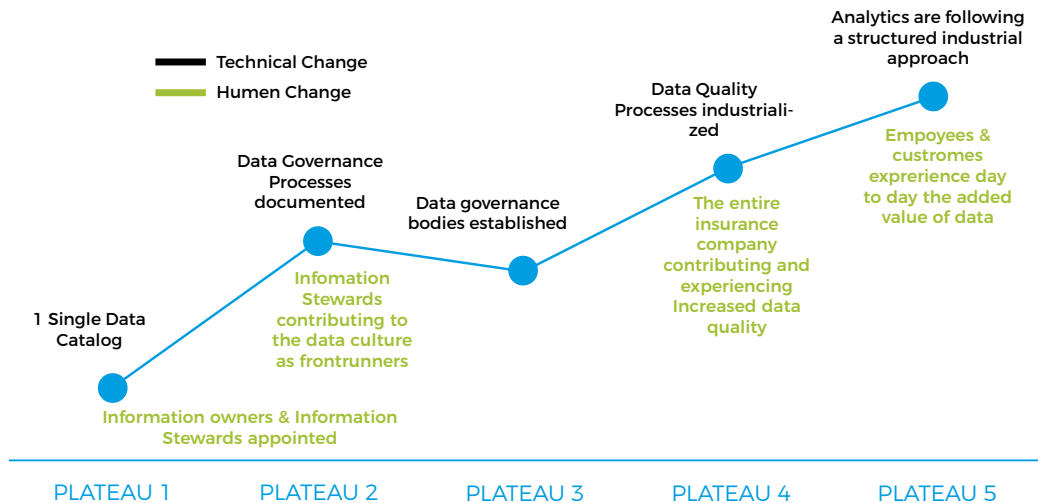 Technical Change
Humen Change
1 Single Data
Catalog
Information owners & Information
Stewards appointed
Data Governance
Processes
documented
Infomation
Stewards
contributing to
the data culture
as frontrunners
Data governance
bodies established
Data Quality
Processes industriali-
zed
The entire
insurance
company
contributing and
experiencing
Increased data
quality
Analytics are following
a structured industrial
approach
Empoyees &
custromes
exprerience day
to day the added
value of data
PLATEAU 1
PLATEAU 2
PLATEAU 3
PLATEAU 4
PLATEAU 5